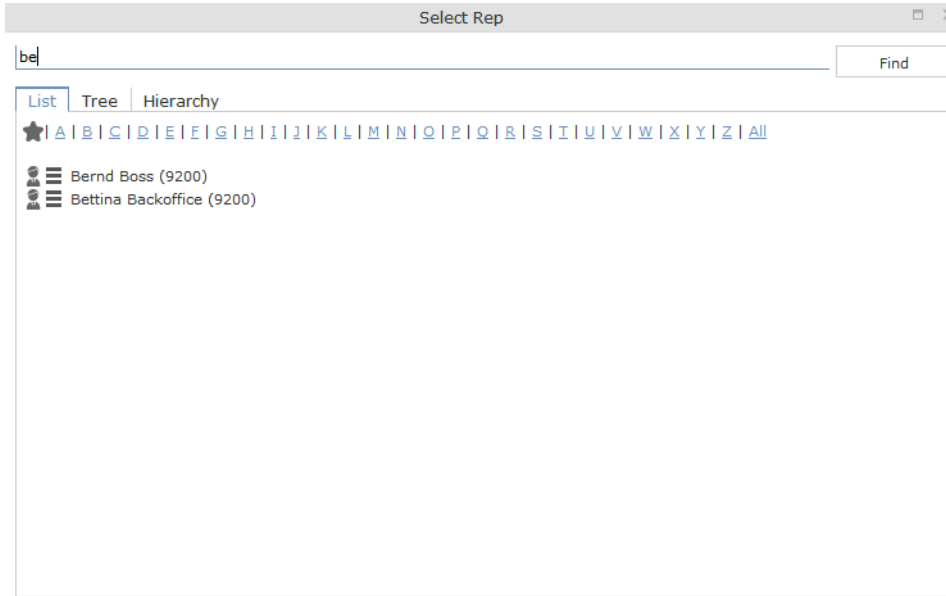 Select Rep
be
Find
List Tree Hierarchy
| A | B | C | D | E | F | G | H | I | J | K | L | M | N | O | P | Q | R | S | T | U | V | W | X | Y | Z | All
Bernd Boss (9200)
Bettina Backoffice (9200)